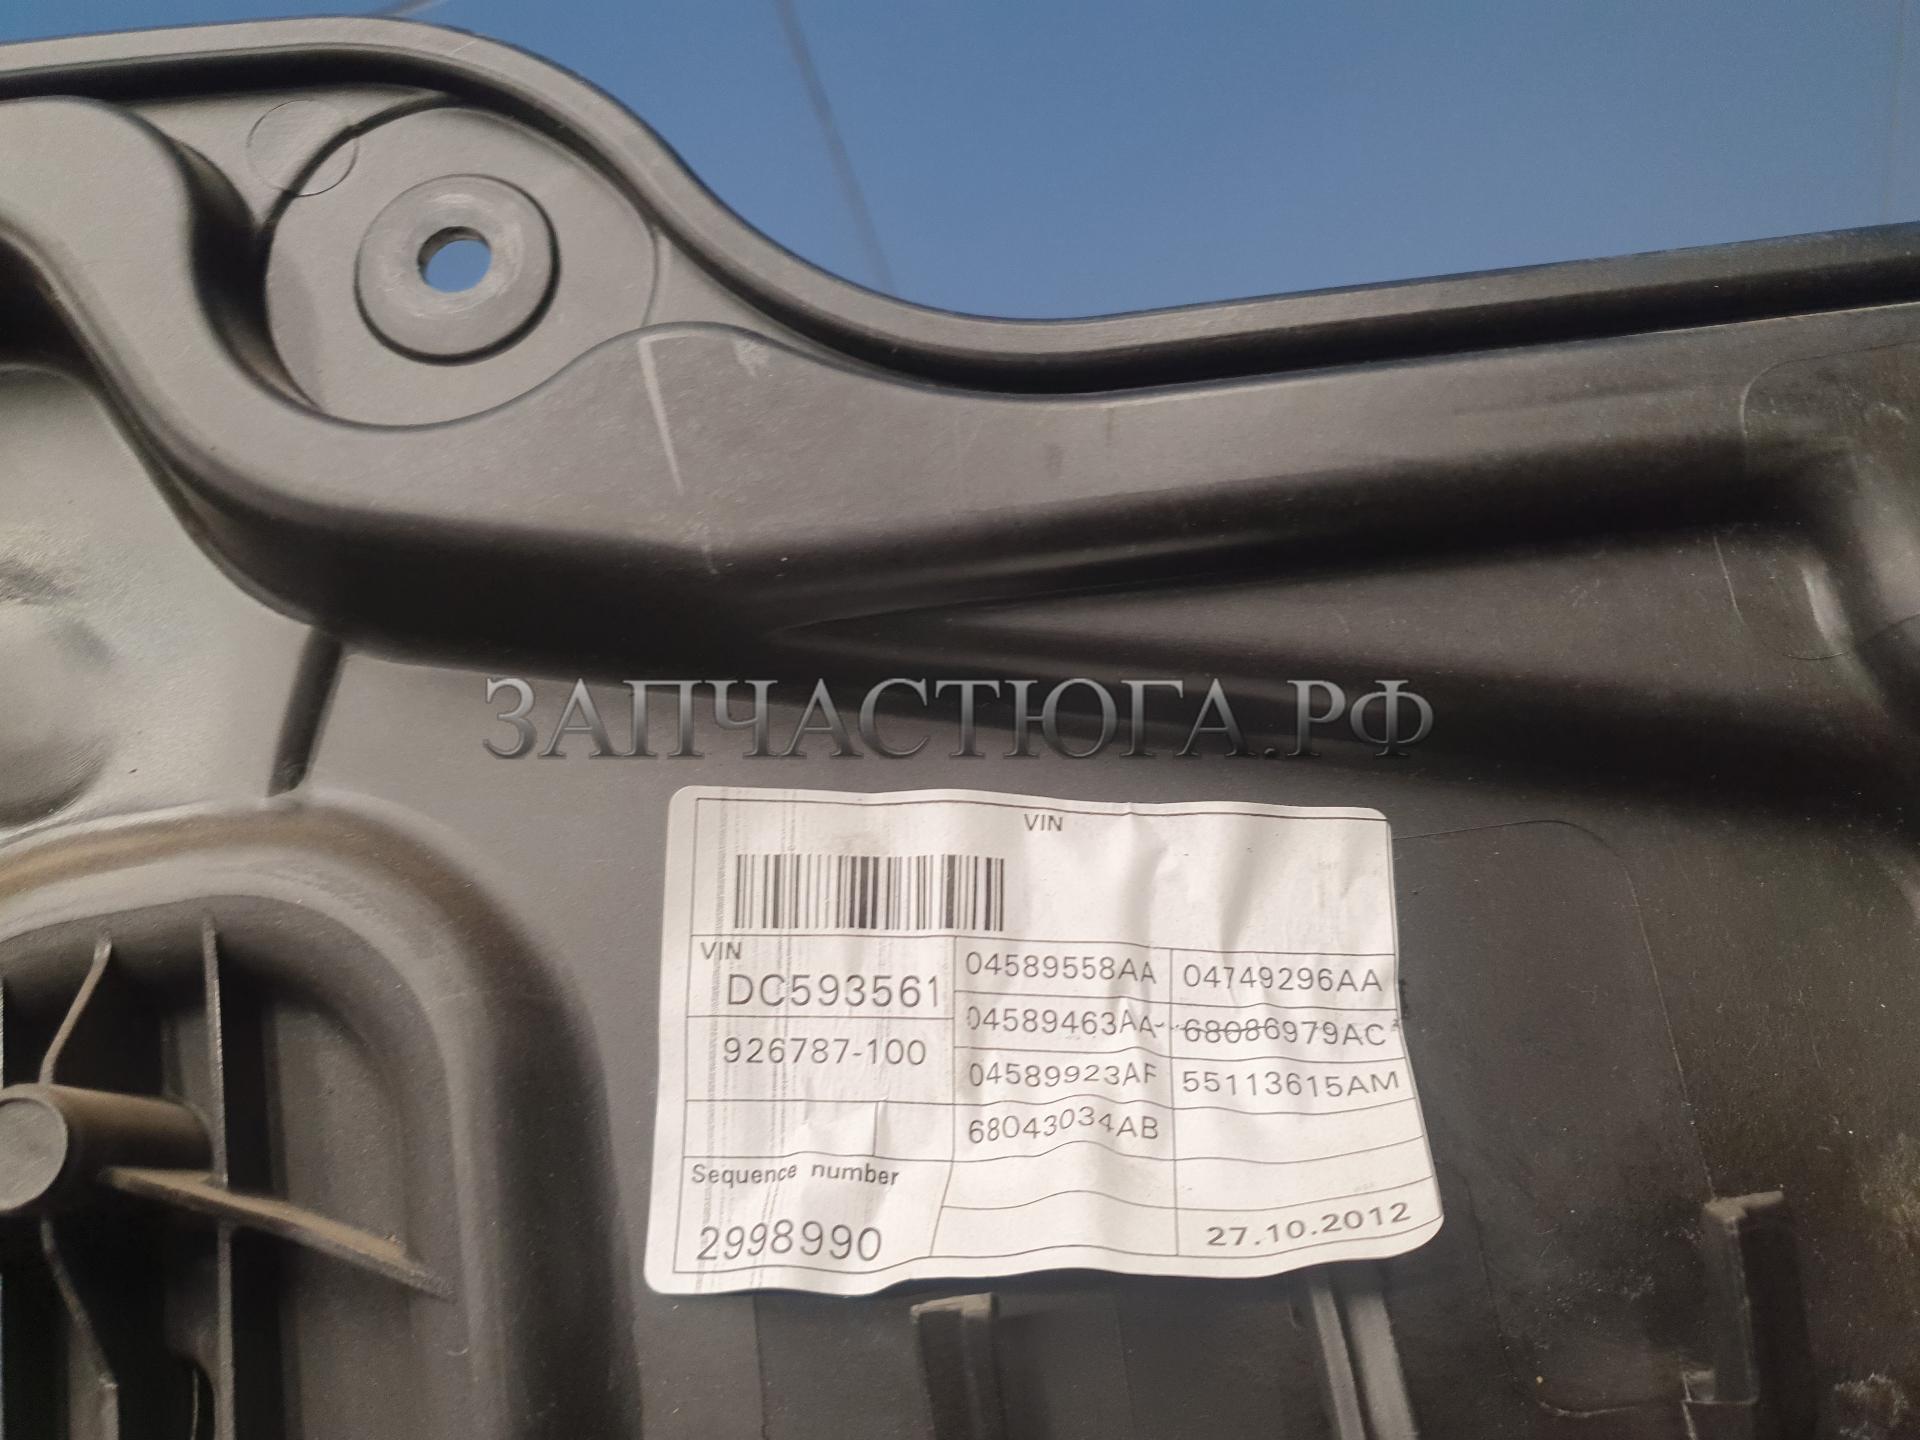 ЗАПЧАСТЮГА.РФ
VIN
VIN
DC593561
926787-100
04589558AA 04749296AA
04589463AA 68086979AC
04589923AF 55113615AM
68043034AB
Sequence number
2998990
27.10.2012